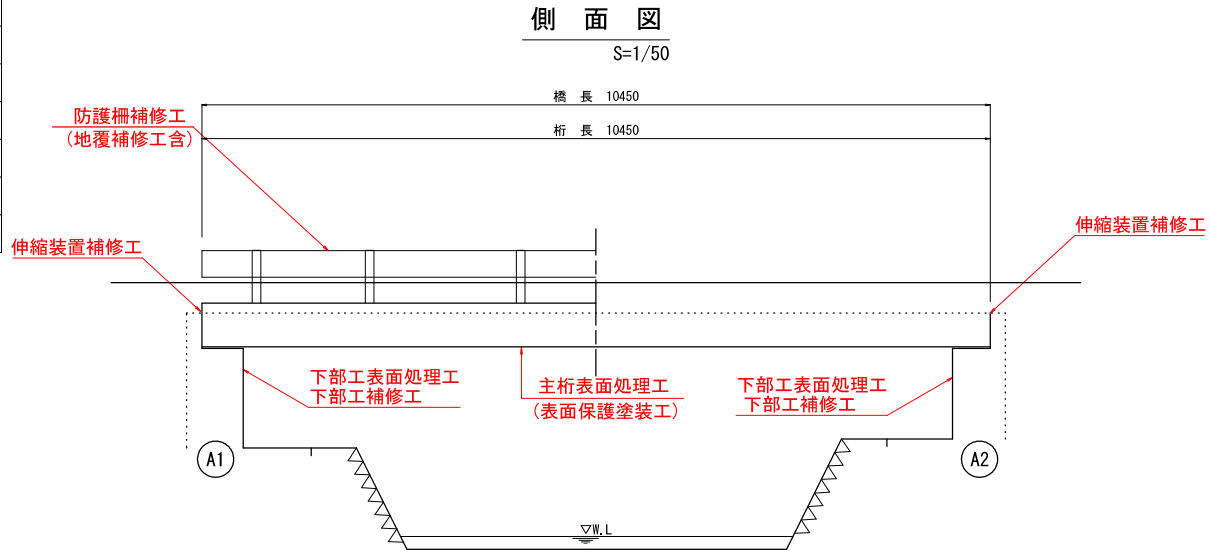 側 面 図
S=1/50
橋 長 10450
桁 長 10450
防護柵補修工
(地覆補修工含)
伸縮装置補修工
伸縮装置補修工
下部工表面処理工
下部工補修工
主桁表面処理工
(表面保護塗装工)
下部工表面処理工
下部工補修工
A1
A2
▽W.L